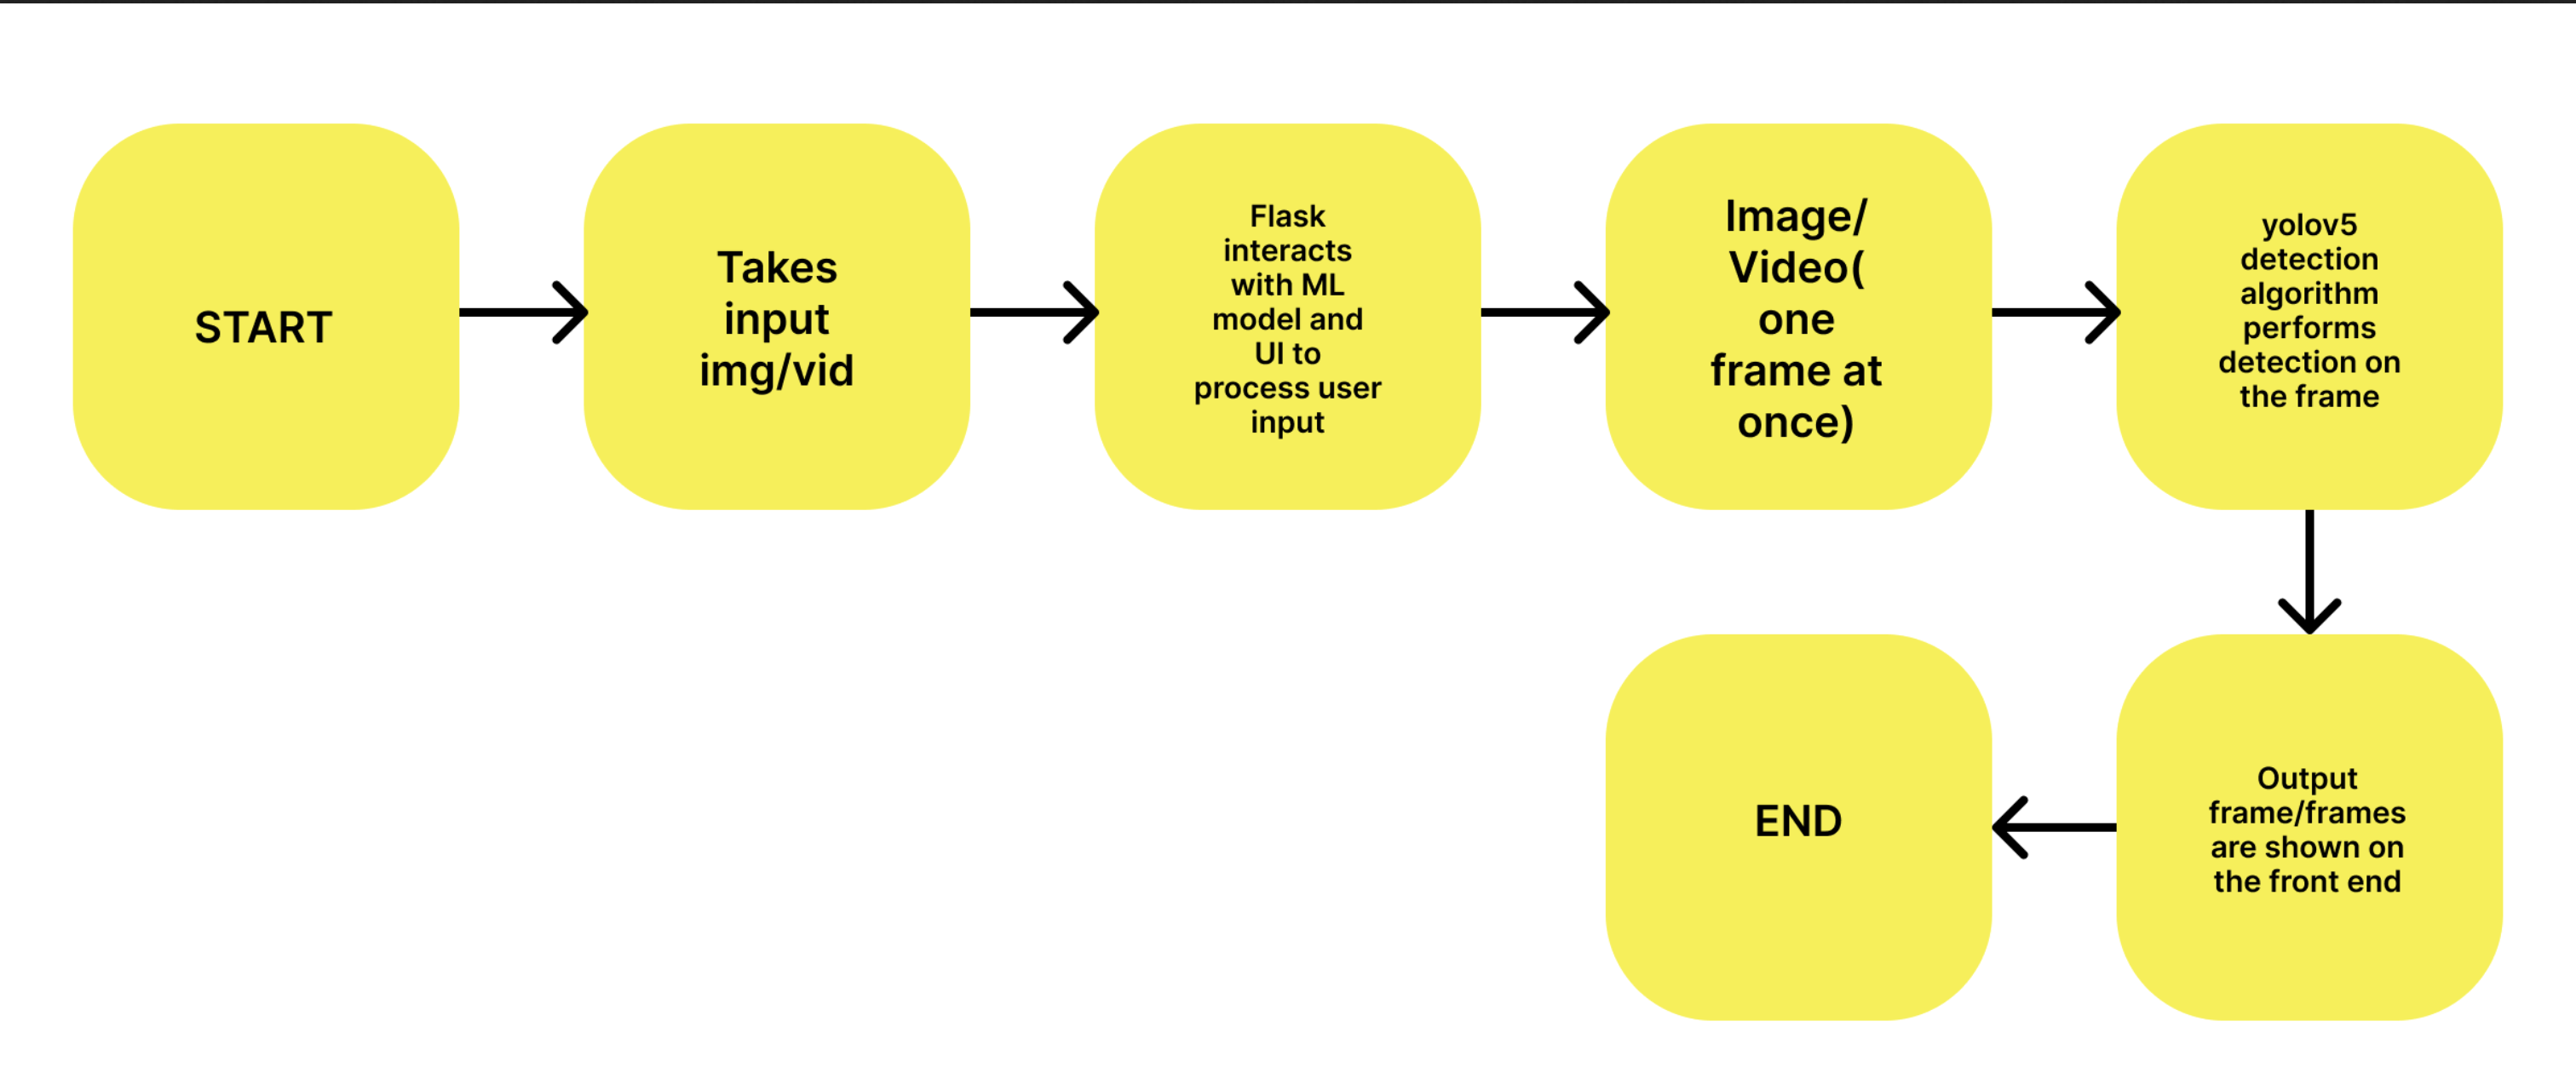 START
Takes
input
img/vid
Flask
interacts
with ML
model and
UI to
process user
input
Image/
Video(
one
frame at
once)
yolov5
detection
algorithm
performs
detection on
the frame
Output
frame/frames
are shown on
the front end
END